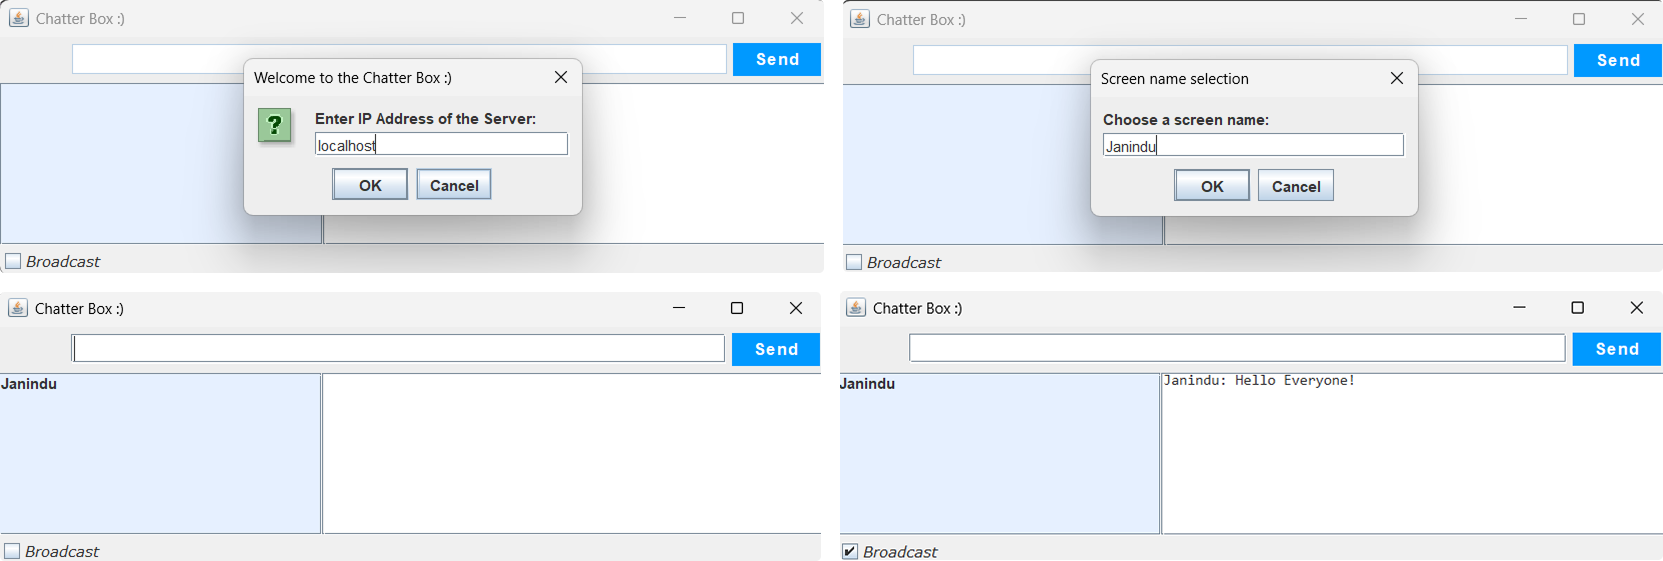 Chatter Box :)
Send
Welcome to the Chatter Box :)
?
Enter IP Address of the Server:
localhost
OK Cancel
Broadcast
Chatter Box :)
Send
Screen name selection
Choose a screen name:
Janindu
OK Cancel
Broadcast
Chatter Box :)
Send
Janindu
Broadcast
Chatter Box :)
Send
Janindu
Janindu: Hello Everyone!
Broadcast